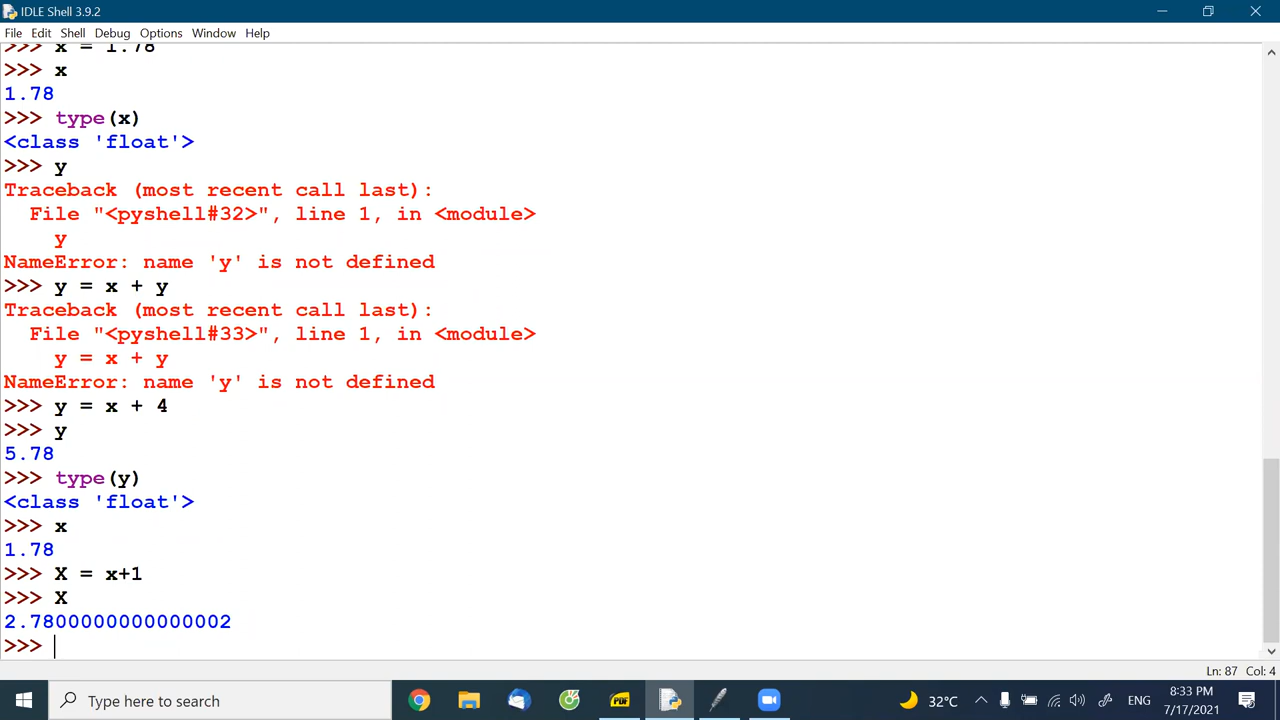 IDLE Shell 3.9.2
File Edit Shell Debug Options Window Help
>>> x = 1.78
>>> x
1.78
>>> type(x)
<class 'float'>
>>> y
Traceback (most recent call last):
  File "<pyshell#32>", line 1, in <module>
    y
NameError: name 'y' is not defined
>>> y = x + y
Traceback (most recent call last):
  File "<pyshell#33>", line 1, in <module>
    y = x + y
NameError: name 'y' is not defined
>>> y = x + 4
>>> y
5.78
>>> type(y)
<class 'float'>
>>> x
1.78
>>> X = x+1
>>> X
2.7800000000000002
>>>
Ln: 87 Col: 4
Type here to search
PDF
32°C
ENG
8:33 PM
7/17/2021